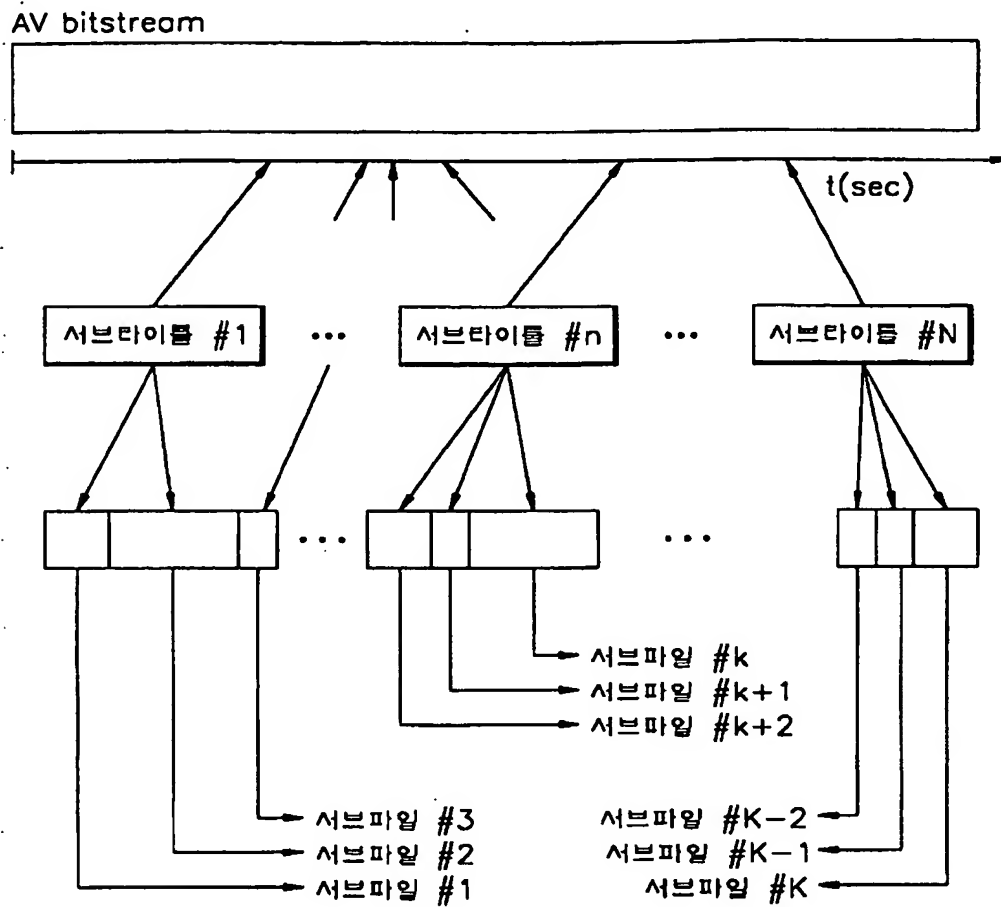 AV bitstream
t(sec)
서브타이틀 #1
...
서브타이틀 #n
...
서브타이틀 #N
...
...
서브파일 #k
서브파일 #k+1
서브파일 #k+2
서브파일 #3
서브파일 #2
서브파일 #1
서브파일 #K-2
서브파일 #K-1
서브파일 #K